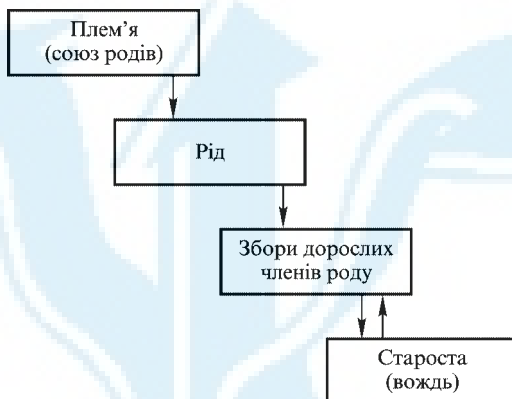 Плем’я
(союз родів)
Рід
Збори дорослих
членів роду
Староста
(вождь)